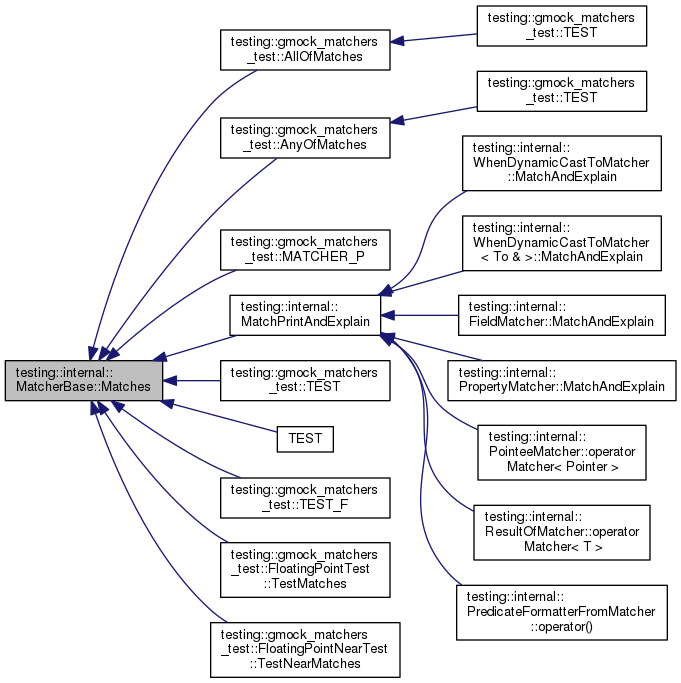 testing::internal::
MatcherBase::Matches
testing::gmock_matchers
_test::AllOfMatches
testing::gmock_matchers
_test::TEST
testing::gmock_matchers
_test::AnyOfMatches
testing::gmock_matchers
_test::TEST
testing::gmock_matchers
_test::MATCHER_P
testing::internal::
MatchPrintAndExplain
testing::internal::
WhenDynamicCastToMatcher
::MatchAndExplain
testing::internal::
WhenDynamicCastToMatcher
< To & >::MatchAndExplain
testing::internal::
FieldMatcher::MatchAndExplain
testing::internal::
PropertyMatcher::MatchAndExplain
testing::internal::
PointeeMatcher::operator
Matcher< Pointer >
testing::internal::
ResultOfMatcher::operator
Matcher< T >
testing::internal::
PredicateFormatterFromMatcher
::operator()
testing::gmock_matchers
_test::TEST
TEST
testing::gmock_matchers
_test::TEST_F
testing::gmock_matchers
_test::FloatingPointTest
::TestMatches
testing::gmock_matchers
_test::FloatingPointNearTest
::TestNearMatches